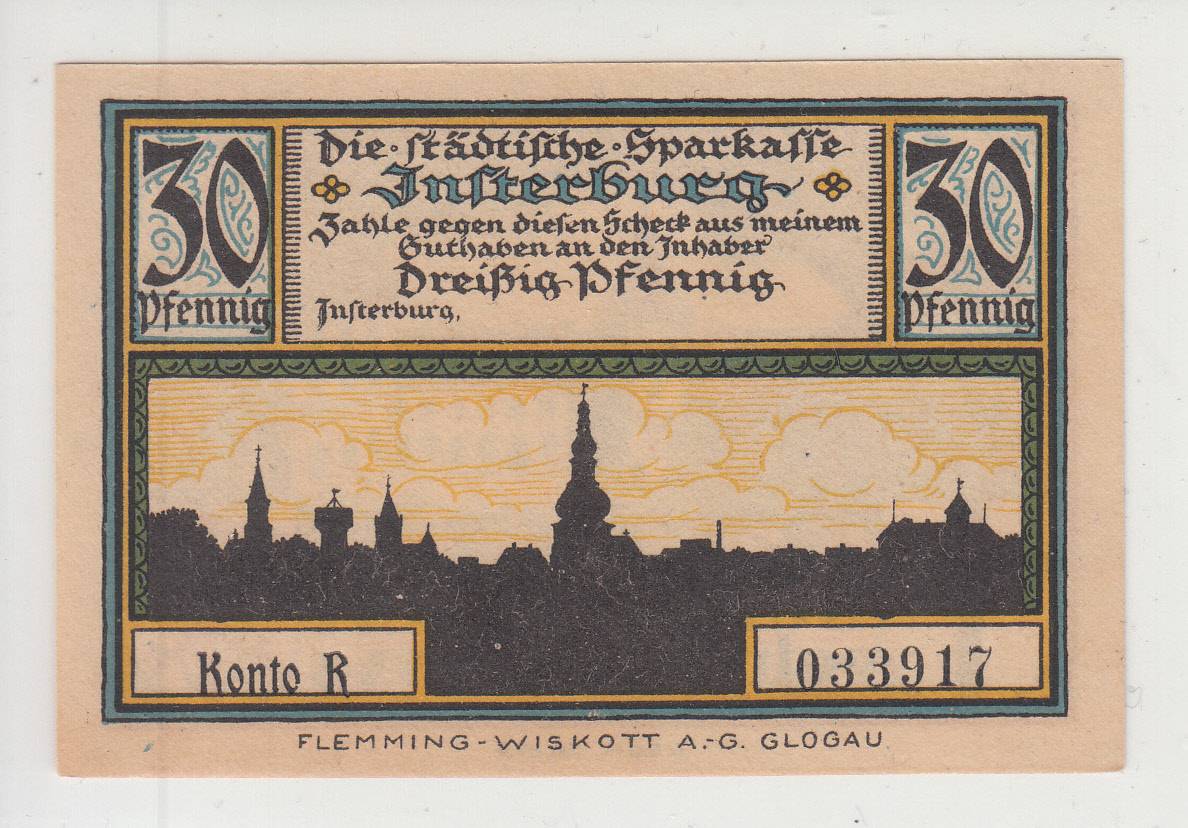 30
Pfennig
Die · städtische · Sparkasse
Insterburg
Zahle gegen diesen Scheck aus meinem
Guthaben an den Inhaber
Dreißig Pfennig
Insterburg,
30
Pfennig
Konto R
033917
FLEMMING-WISKOTT A.-G. GLOGAU